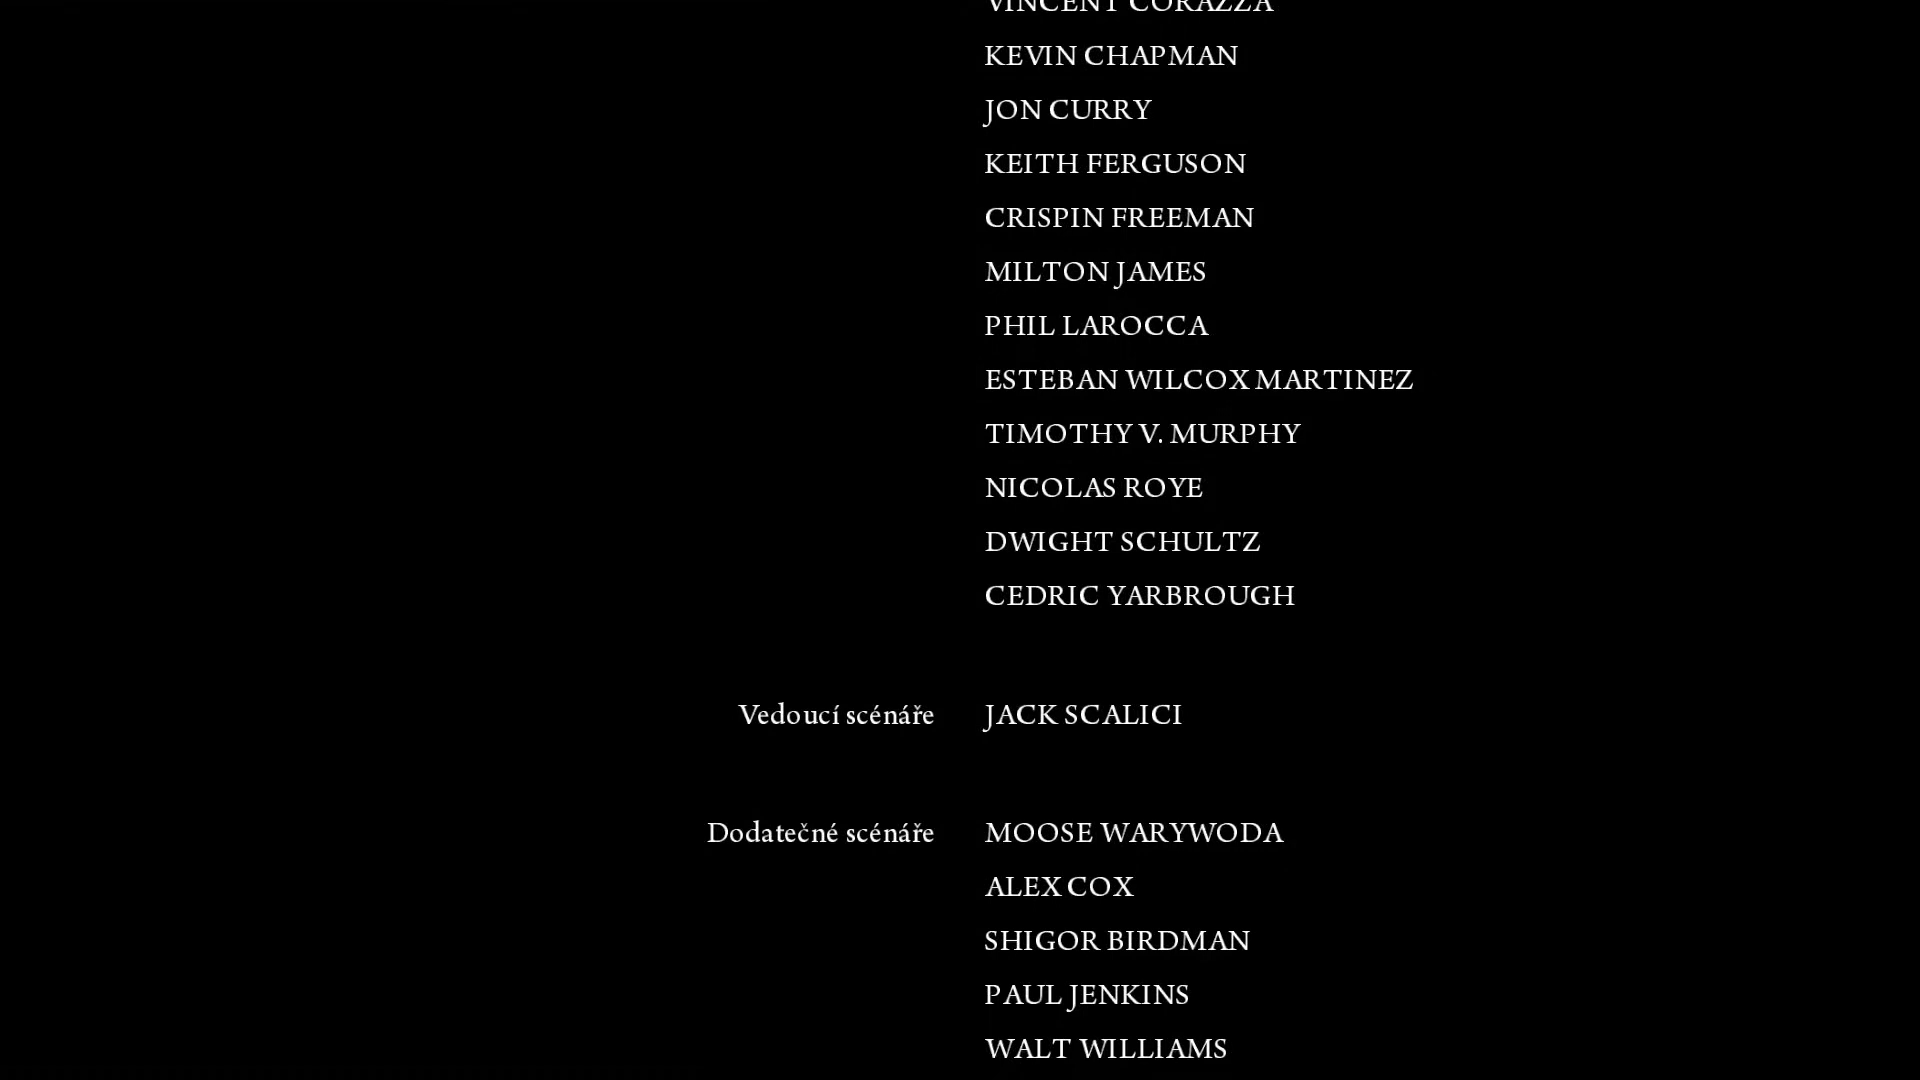 VINCENT CORAZZA
KEVIN CHAPMAN
JON CURRY
KEITH FERGUSON
CRISPIN FREEMAN
MILTON JAMES
PHIL LAROCCA
ESTEBAN WILCOX MARTINEZ
TIMOTHY V. MURPHY
NICOLAS ROYE
DWIGHT SCHULTZ
CEDRIC YARBROUGH
Vedoucí scénáře JACK SCALICI
Dodatečné scénáře MOOSE WARYWODA
ALEX COX
SHIGOR BIRDMAN
PAUL JENKINS
WALT WILLIAMS